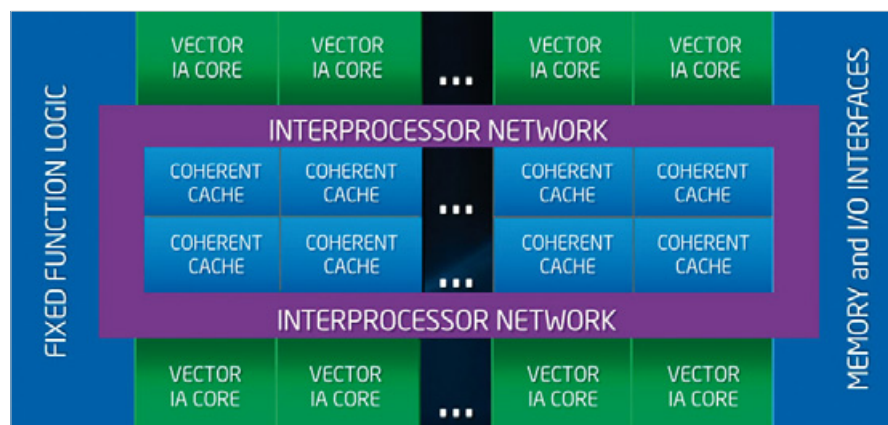 FIXED FUNCTION LOGIC
VECTOR
IA CORE
VECTOR
IA CORE
...
VECTOR
IA CORE
VECTOR
IA CORE
MEMORY and I/O INTERFACES
INTERPROCESSOR NETWORK
COHERENT
CACHE
COHERENT
CACHE
...
COHERENT
CACHE
COHERENT
CACHE
COHERENT
CACHE
COHERENT
CACHE
...
COHERENT
CACHE
COHERENT
CACHE
INTERPROCESSOR NETWORK
VECTOR
IA CORE
VECTOR
IA CORE
...
VECTOR
IA CORE
VECTOR
IA CORE